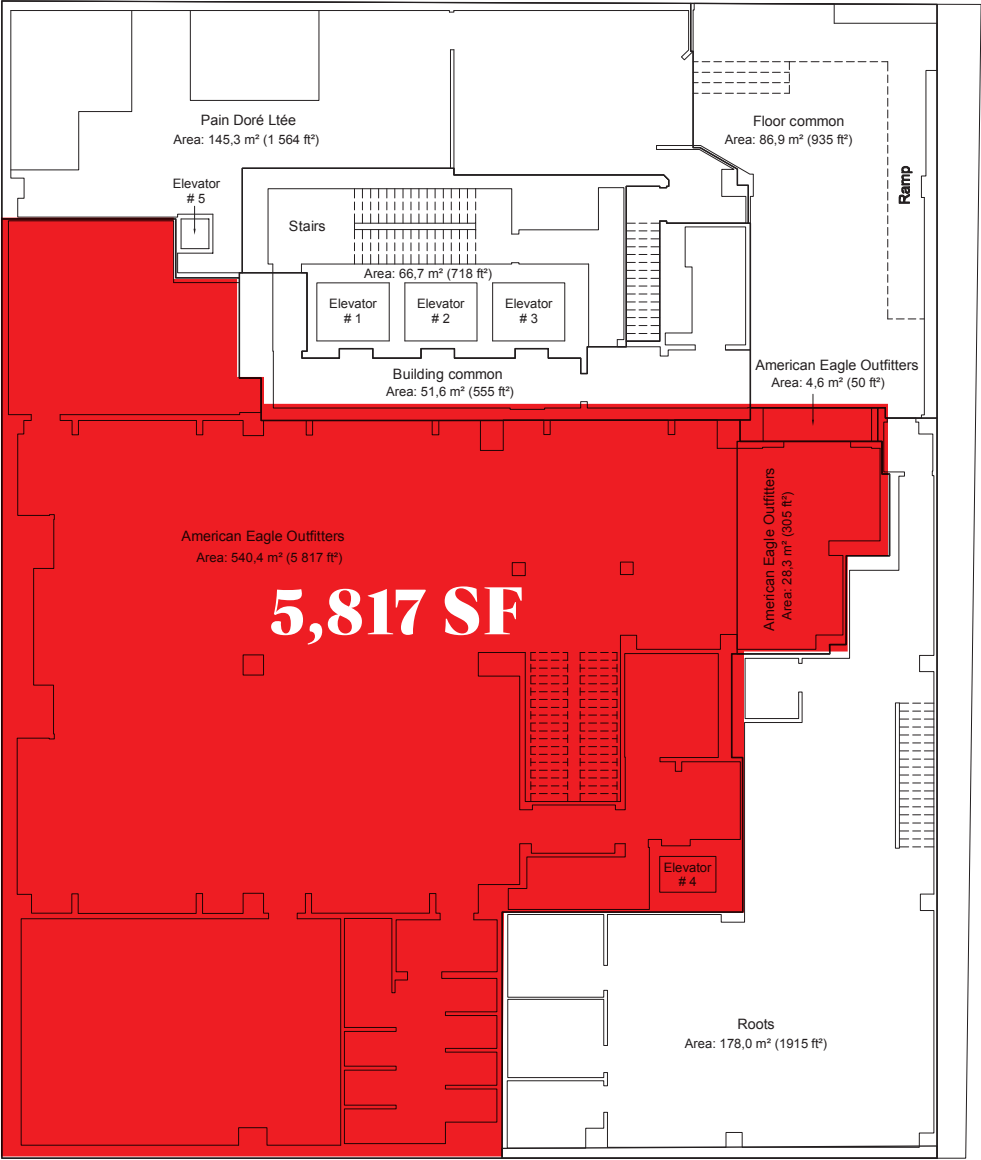 Pain Doré Ltée
Area: 145,3 m² (1 564 ft²)
Floor common
Area: 86,9 m² (935 ft²)
Ramp
Elevator
# 5
Stairs
Area: 66,7 m² (718 ft²)
Elevator
# 1
Elevator
# 2
Elevator
# 3
Building common
Area: 51,6 m² (555 ft²)
American Eagle Outfitters
Area: 4,6 m² (50 ft²)
American Eagle Outfitters
Area: 28,3 m² (305 ft²)
American Eagle Outfitters
Area: 540,4 m² (5 817 ft²)
5,817 SF
Elevator
# 4
Roots
Area: 178,0 m² (1915 ft²)